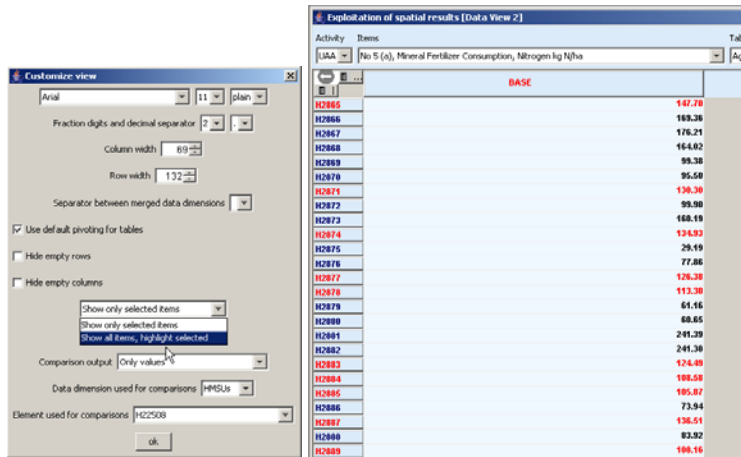 Customize view
Arial 11 plain
Fraction digits and decimal separator 2 .
Column width 69
Row width 132
Separator between merged data dimensions
Use default pivoting for tables
Hide empty rows
Hide empty columns
Show only selected items
Show only selected items
Show all items, highlight selected
Comparison output Only values
Data dimension used for comparisons HMSUs
Element used for comparisons H22508
ok
Exploitation of spatial results [Data View 2]
Activity Items
UAA No 5 (a), Mineral Fertilizer Consumption, Nitrogen kg N/ha
BASE
H2865 147.70
H2866 169.36
H2867 176.21
H2868 164.02
H2869 99.38
H2870 95.50
H2871 130.30
H2872 99.90
H2873 160.19
H2874 134.93
H2875 29.19
H2876 77.86
H2877 126.38
H2878 113.30
H2879 61.16
H2880 60.65
H2881 241.39
H2882 241.30
H2883 124.49
H2884 108.58
H2885 105.87
H2886 73.94
H2887 136.51
H2888 83.92
H2889 100.16